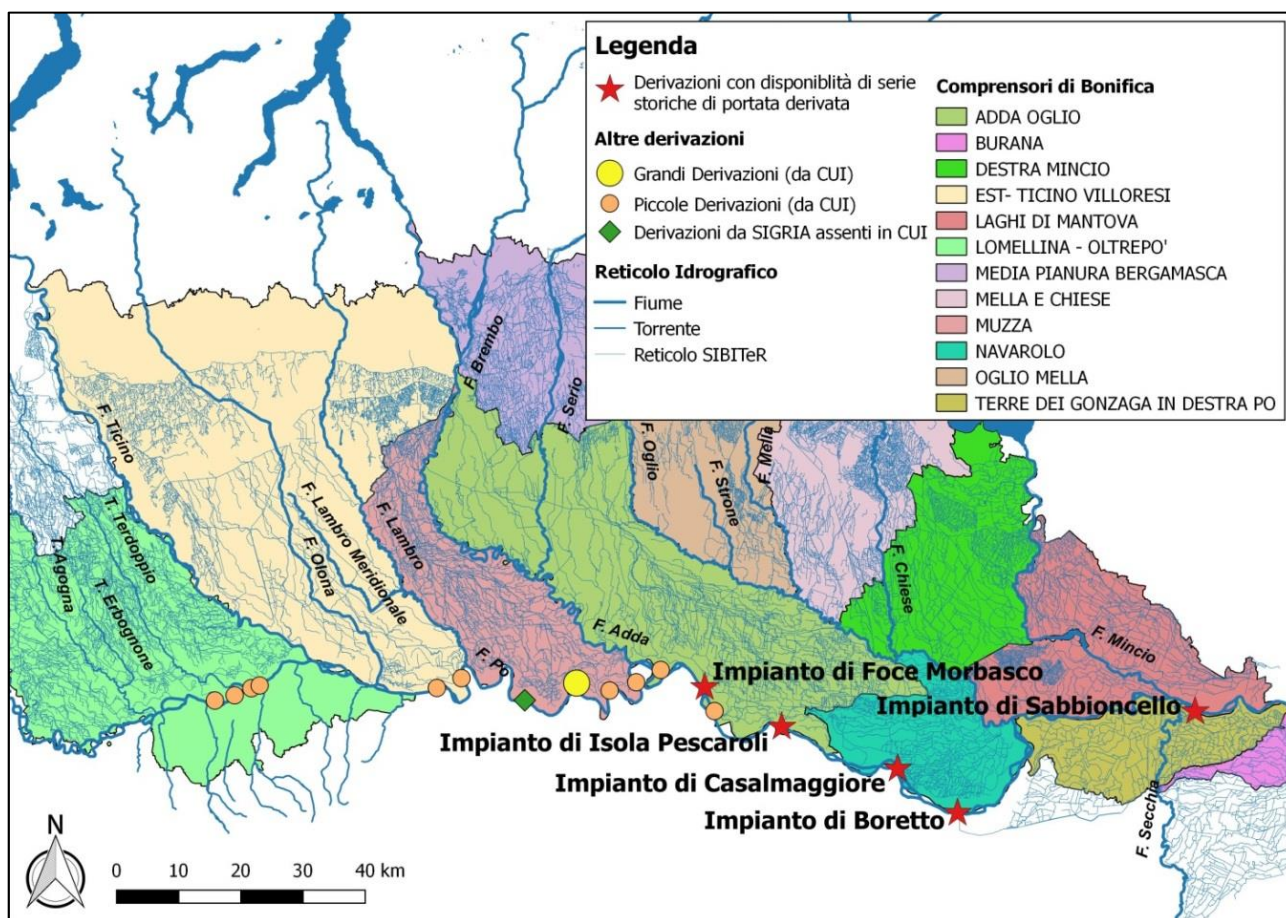 Legenda
Derivazioni con disponiblità di serie
storiche di portata derivata
Altre derivazioni
Grandi Derivazioni (da CUI)
Piccole Derivazioni (da CUI)
Derivazioni da SIGRIA assenti in CUI
Reticolo Idrografico
Fiume
Torrente
Reticolo SIBITeR
Comprensori di Bonifica
ADDA OGLIO
BURANA
DESTRA MINCIO
EST- TICINO VILLORESI
LAGHI DI MANTOVA
LOMELLINA - OLTREPO'
MEDIA PIANURA BERGAMASCA
MELLA E CHIESE
MUZZA
NAVAROLO
OGLIO MELLA
TERRE DEI GONZAGA IN DESTRA PO
F. Brembo
F. Serio
F. Ticino
F. Oglio
F. Strone
F. Mella
F. Lambro Meridionale
F. Olona
F. Lambro
T. Terdoppio
T. Agogna
T. Erbognone
F. Chiese
F. Adda
F. Po
F. Mincio
Impianto di Foce Morbasco
Impianto di Sabbioncello
Impianto di Isola Pescaroli
Impianto di Casalmaggiore
Impianto di Boretto
F. Secchia
N
0 10 20 30 40 km